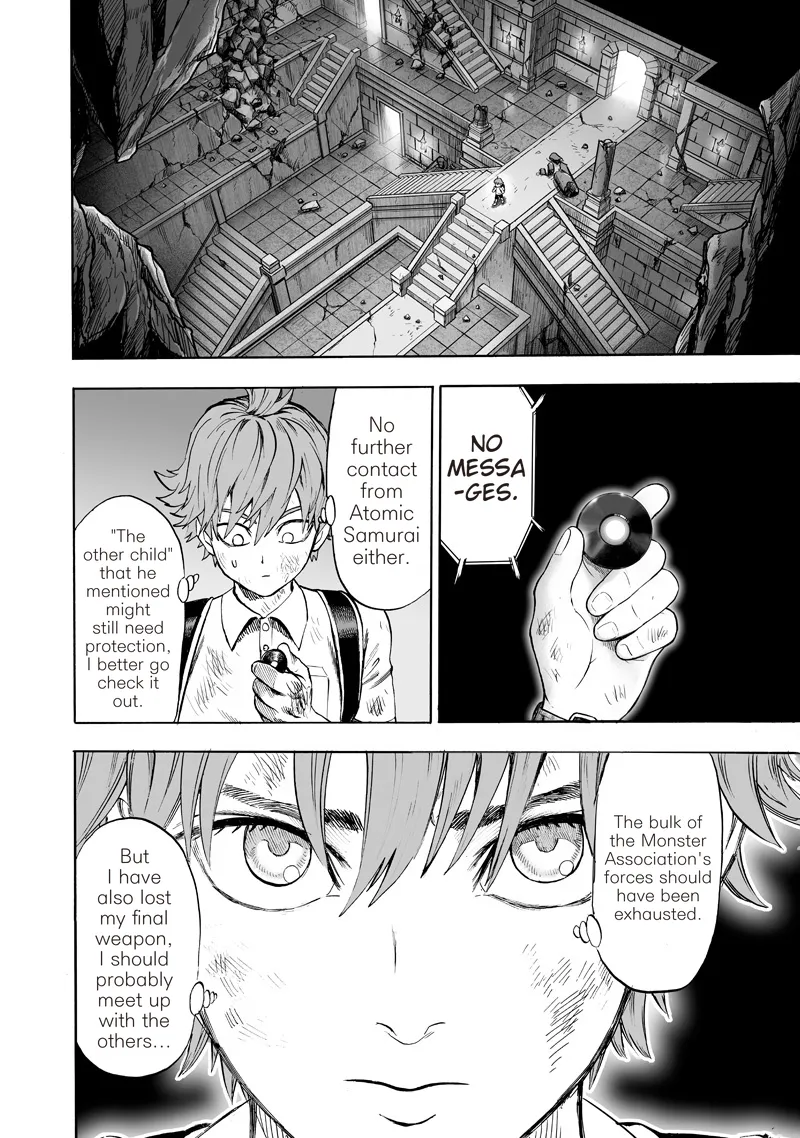 NO
MESSA
-GES.
No
further
contact
from
Atomic
Samurai
either.
"The
other child"
that he
mentioned
might
still need
protection,
I better go
check it
out.
The bulk of
the Monster
Association's
forces should
have been
exhausted.
But
I have
also lost
my final
weapon,
I should
probably
meet up
with the
others...